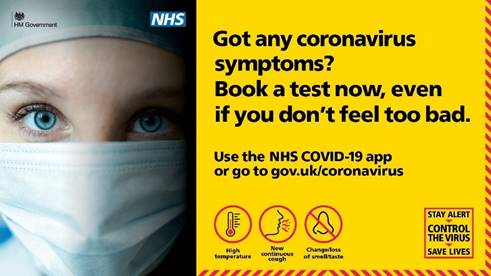 HM Government
NHS
Got any coronavirus
symptoms?
Book a test now, even
if you don't feel too bad.
Use the NHS COVID-19 app
or go to gov.uk/coronavirus
High
temperature
New
continuous
cough
Change/loss
of smell/taste
STAY ALERT
CONTROL
THE VIRUS
SAVE LIVES